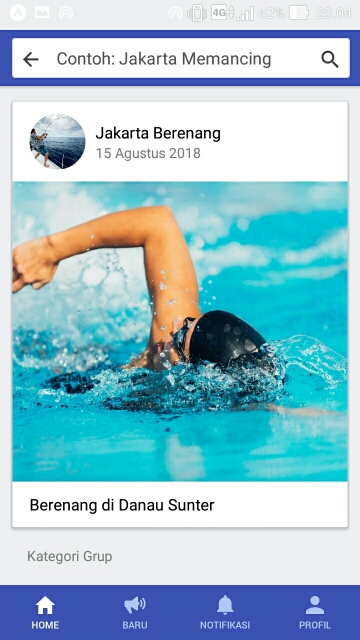 4G 42% 23:04
Contoh: Jakarta Memancing
Jakarta Berenang
15 Agustus 2018
Berenang di Danau Sunter
Kategori Grup
HOME BARU NOTIFIKASI PROFIL